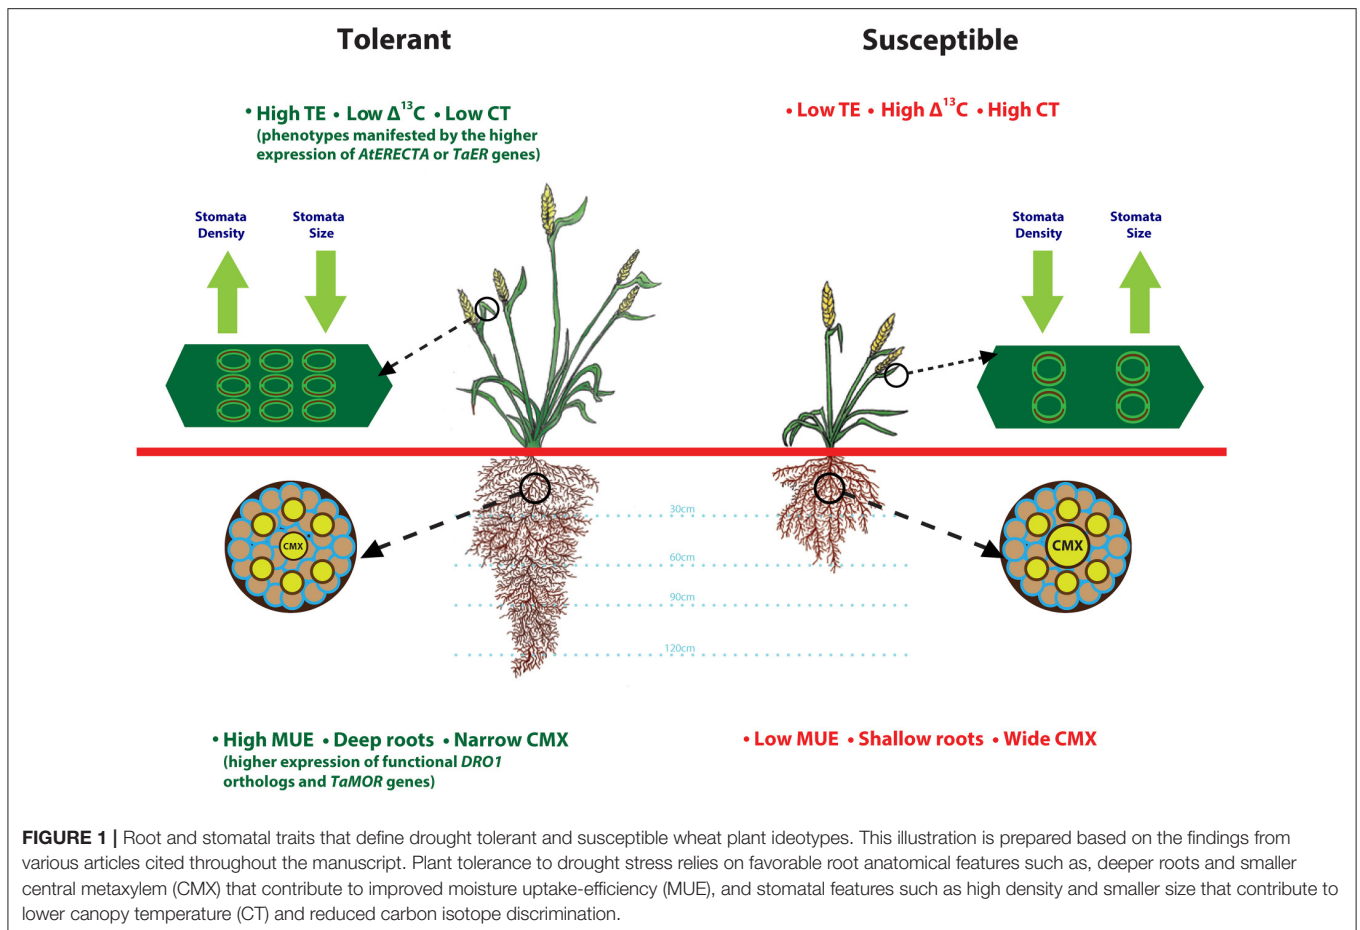 Tolerant
Susceptible
• High TE • Low Δ¹³C • Low CT
(phenotypes manifested by the higher
expression of AtERECTA or TaER genes)
• Low TE • High Δ¹³C • High CT
Stomata
Density
Stomata
Size
Stomata
Density
Stomata
Size
CMX
CMX
30cm
60cm
90cm
120cm
• High MUE • Deep roots • Narrow CMX
(higher expression of functional DRO1
orthologs and TaMOR genes)
• Low MUE • Shallow roots • Wide CMX
FIGURE 1 | Root and stomatal traits that define drought tolerant and susceptible wheat plant ideotypes. This illustration is prepared based on the findings from
various articles cited throughout the manuscript. Plant tolerance to drought stress relies on favorable root anatomical features such as, deeper roots and smaller
central metaxylem (CMX) that contribute to improved moisture uptake-efficiency (MUE), and stomatal features such as high density and smaller size that contribute to
lower canopy temperature (CT) and reduced carbon isotope discrimination.